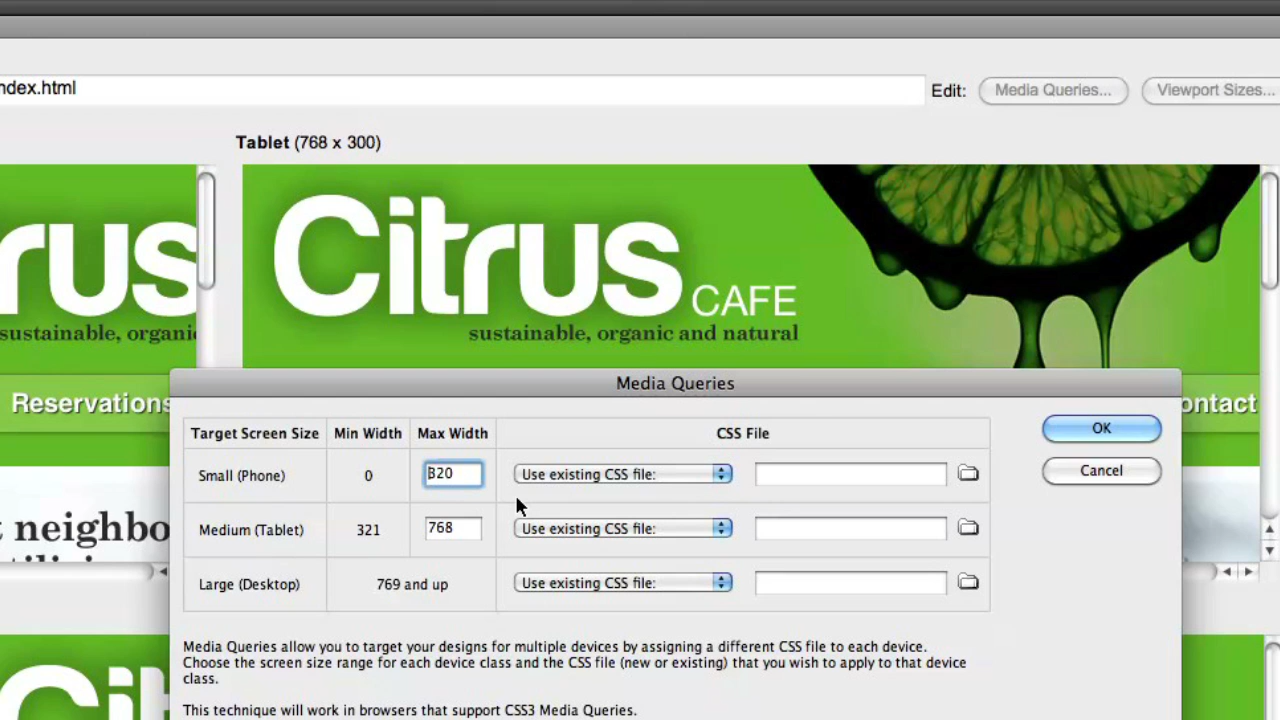 ndex.html
Edit:
Media Queries...
Viewport Sizes...
Tablet (768 x 300)
rus
sustainable, organic
Reservations
Citrus CAFE
sustainable, organic and natural
ontact
t neighbo
Media Queries
Target Screen Size
Min Width
Max Width
CSS File
OK
Small (Phone)
0
320
Use existing CSS file:
Cancel
Medium (Tablet)
321
768
Use existing CSS file:
Large (Desktop)
769 and up
Use existing CSS file:
Media Queries allow you to target your designs for multiple devices by assigning a different CSS file to each device.
Choose the screen size range for each device class and the CSS file (new or existing) that you wish to apply to that device
class.
This technique will work in browsers that support CSS3 Media Queries.